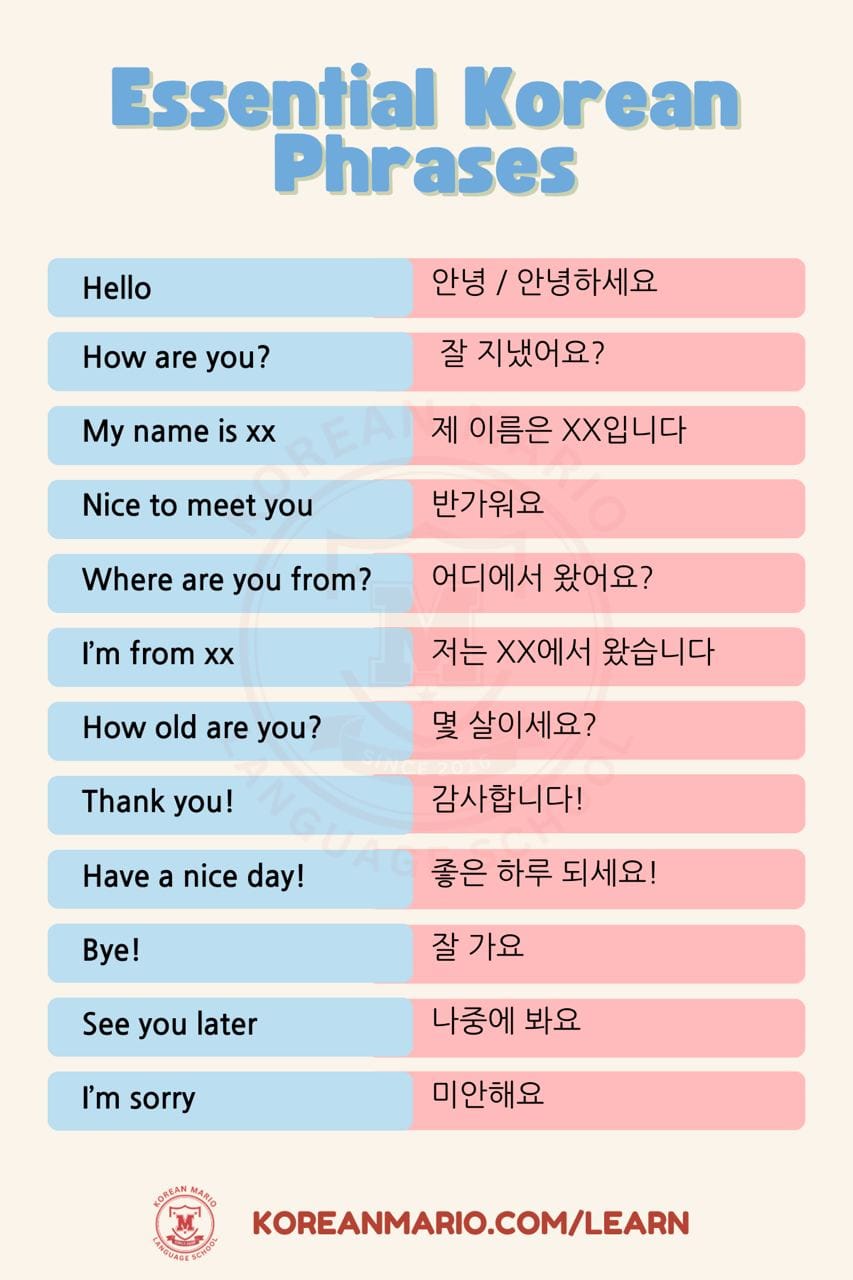 Essential Korean
Phrases
Hello 안녕 / 안녕하세요
How are you? 잘 지냈어요?
My name is xx 제 이름은 XX입니다
Nice to meet you 반가워요
Where are you from? 어디에서 왔어요?
I'm from xx 저는 XX에서 왔습니다
How old are you? 몇 살이세요?
Thank you! 감사합니다!
Have a nice day! 좋은 하루 되세요!
Bye! 잘 가요
See you later 나중에 봐요
I'm sorry 미안해요
KOREAN MARIO
M
SINCE 2016
LANGUAGE SCHOOL
KOREAN MARIO
M
LANGUAGE SCHOOL
KOREANMARIO.COM/LEARN